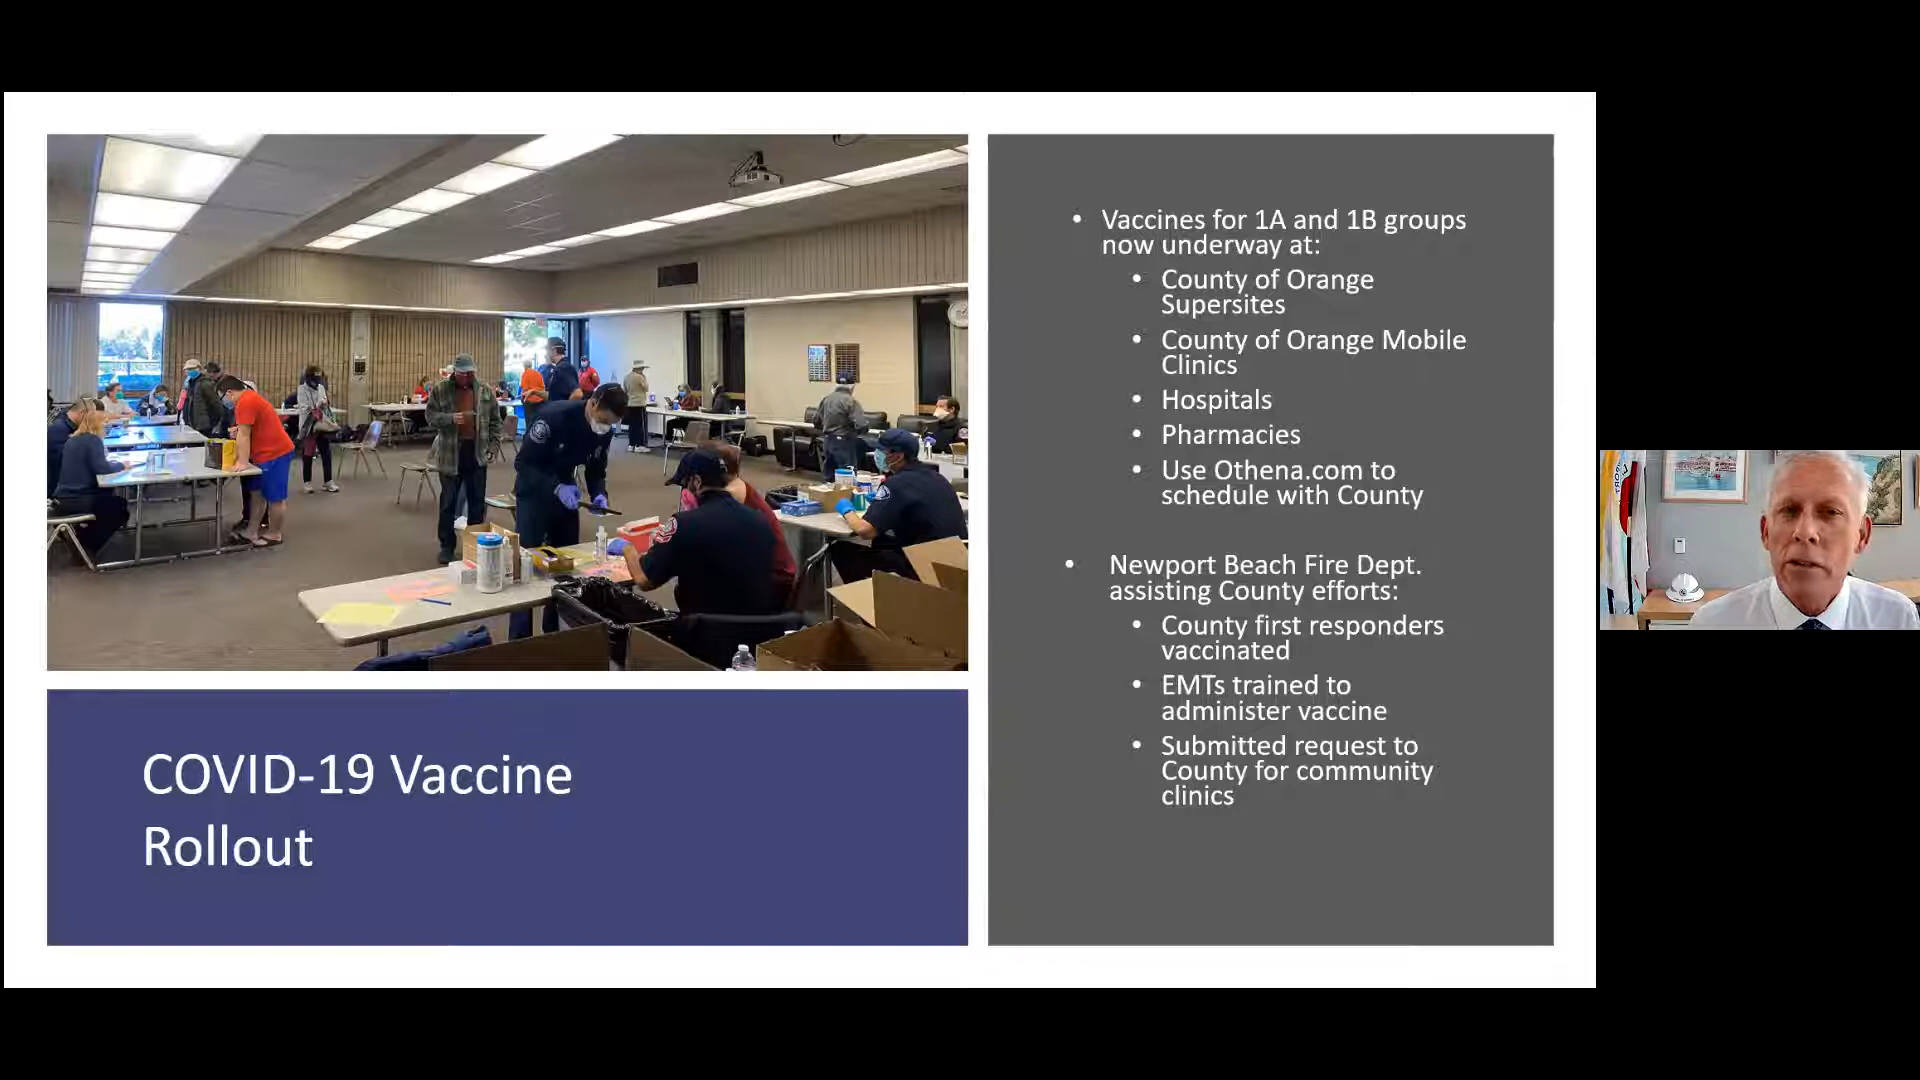 COVID-19 Vaccine
Rollout
• Vaccines for 1A and 1B groups
now underway at:
• County of Orange
Supersites
• County of Orange Mobile
Clinics
• Hospitals
• Pharmacies
• Use Othena.com to
schedule with County
• Newport Beach Fire Dept.
assisting County efforts:
• County first responders
vaccinated
• EMTs trained to
administer vaccine
• Submitted request to
County for community
clinics